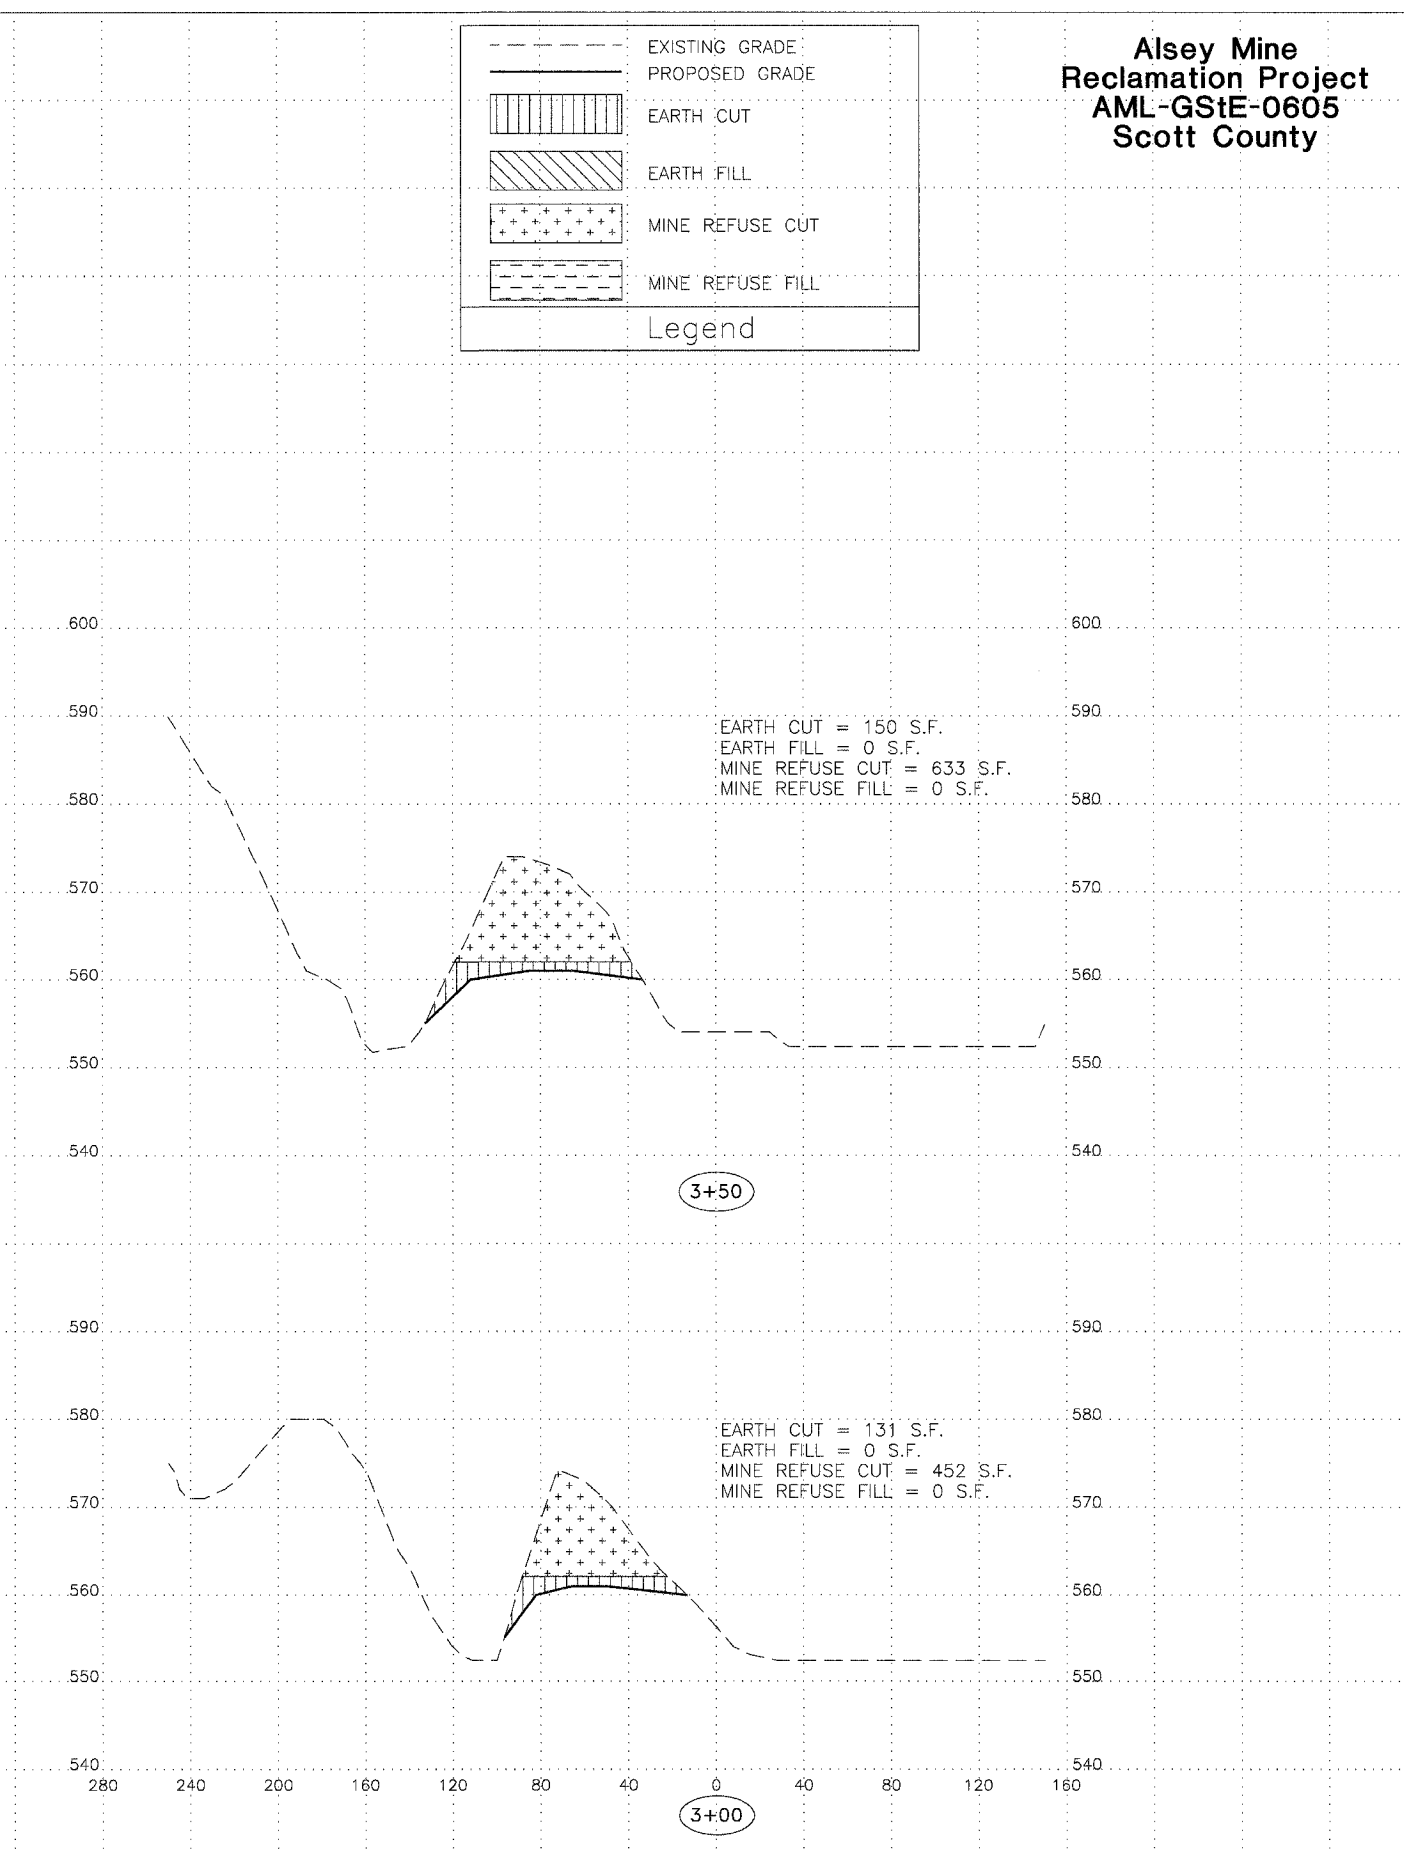 EXISTING GRADE
PROPOSED GRADE
EARTH CUT
EARTH FILL
MINE REFUSE CUT
MINE REFUSE FILL
Legend
Alsey Mine
Reclamation Project
AML-GStE-0605
Scott County
600 600
590 590
EARTH CUT = 150 S.F.
EARTH FILL = 0 S.F.
MINE REFUSE CUT = 633 S.F.
MINE REFUSE FILL = 0 S.F.
580 580
570 570
560 560
550 550
540 540
3+50
590 590
580 580
EARTH CUT = 131 S.F.
EARTH FILL = 0 S.F.
MINE REFUSE CUT = 452 S.F.
MINE REFUSE FILL = 0 S.F.
570 570
560 560
550 550
540 540
280 240 200 160 120 80 40 0 40 80 120 160
3+00